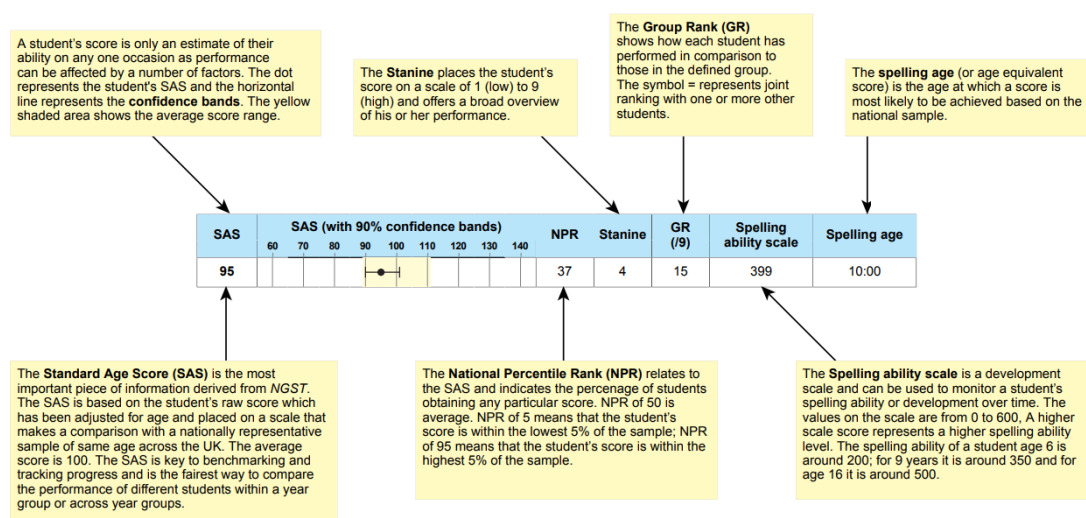 A student's score is only an estimate of their
ability on any one occasion as performance
can be affected by a number of factors. The dot
represents the student's SAS and the horizontal
line represents the confidence bands. The yellow
shaded area shows the average score range.
The Stanine places the student's
score on a scale of 1 (low) to 9
(high) and offers a broad overview
of his or her performance.
The Group Rank (GR)
shows how each student has
performed in comparison to
those in the defined group.
The symbol = represents joint
ranking with one or more other
students.
The spelling age (or age equivalent
score) is the age at which a score is
most likely to be achieved based on the
national sample.
SAS
SAS (with 90% confidence bands)
60 70 80 90 100 110 120 130 140
NPR
Stanine
GR
(/9)
Spelling
ability scale
Spelling age
95
37
4
15
399
10:00
The Standard Age Score (SAS) is the most
important piece of information derived from NGST.
The SAS is based on the student's raw score which
has been adjusted for age and placed on a scale that
makes a comparison with a nationally representative
sample of same age across the UK. The average
score is 100. The SAS is key to benchmarking and
tracking progress and is the fairest way to compare
the performance of different students within a year
group or across year groups.
The National Percentile Rank (NPR) relates
to the SAS and indicates the percenage of students
obtaining any particular score. NPR of 50 is
average. NPR of 5 means that the student's
score is within the lowest 5% of the sample; NPR
of 95 means that the student's score is within the
highest 5% of the sample.
The Spelling ability scale is a development
scale and can be used to monitor a student's
spelling ability or development over time. The
values on the scale are from 0 to 600, A higher
scale score represents a higher spelling ability
level. The spelling ability of a student age 6 is
around 200; for 9 years it is around 350 and for
age 16 it is around 500.